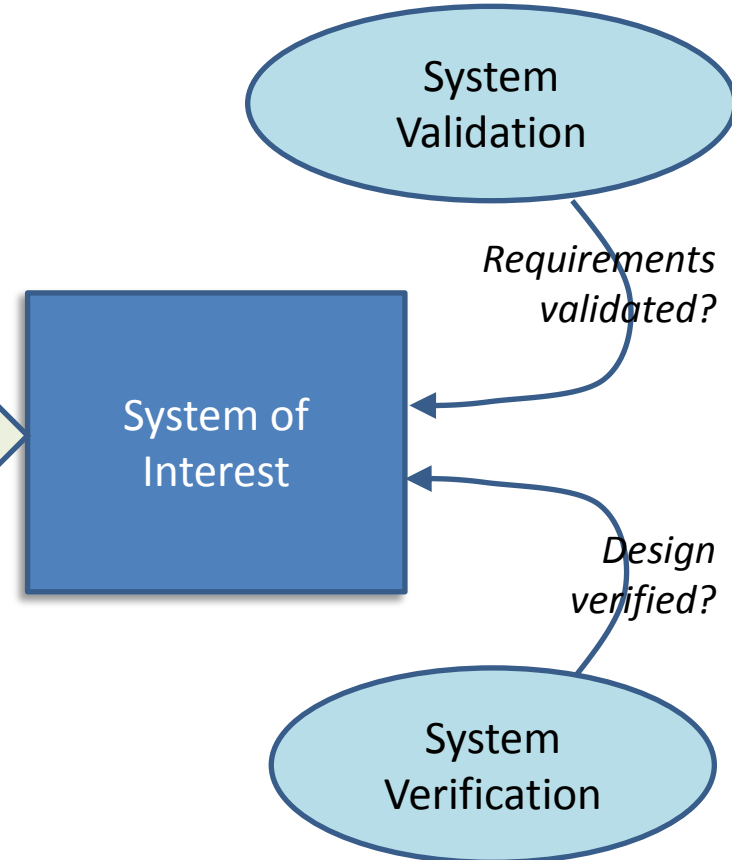 System
Validation
Requirements
validated?
System of
Interest
Design
verified?
System
Verification